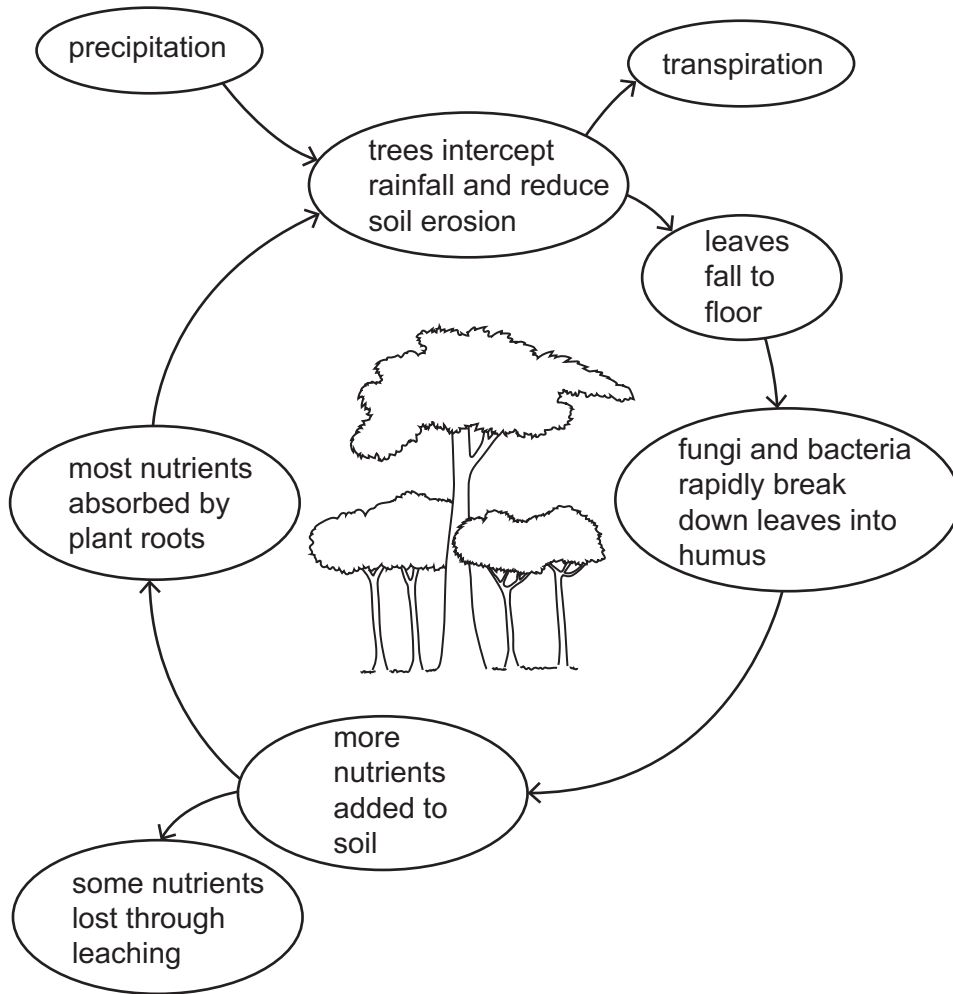 precipitation
transpiration
trees intercept
rainfall and reduce
soil erosion
leaves
fall to
floor
fungi and bacteria
rapidly break
down leaves into
humus
more
nutrients
added to
soil
some nutrients
lost through
leaching
most nutrients
absorbed by
plant roots